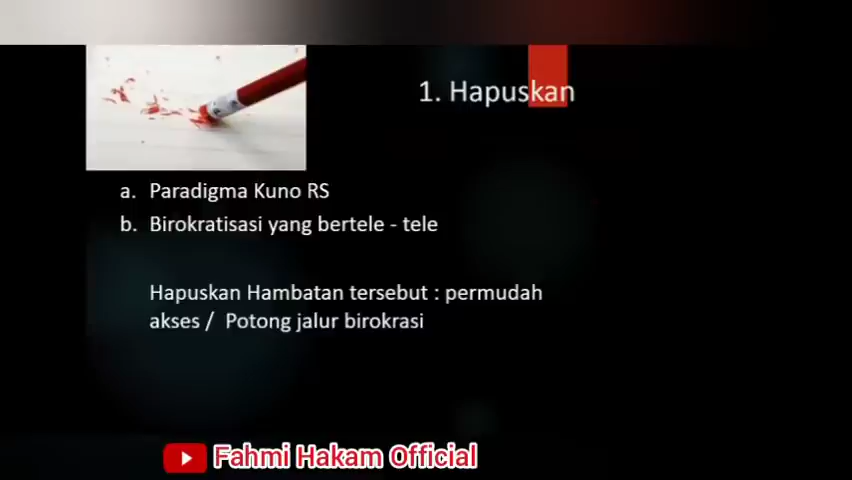 1. Hapuskan
a. Paradigma Kuno RS
b. Birokratisasi yang bertele - tele
Hapuskan Hambatan tersebut : permudah
akses / Potong jalur birokrasi
Fahmi Hakam Official